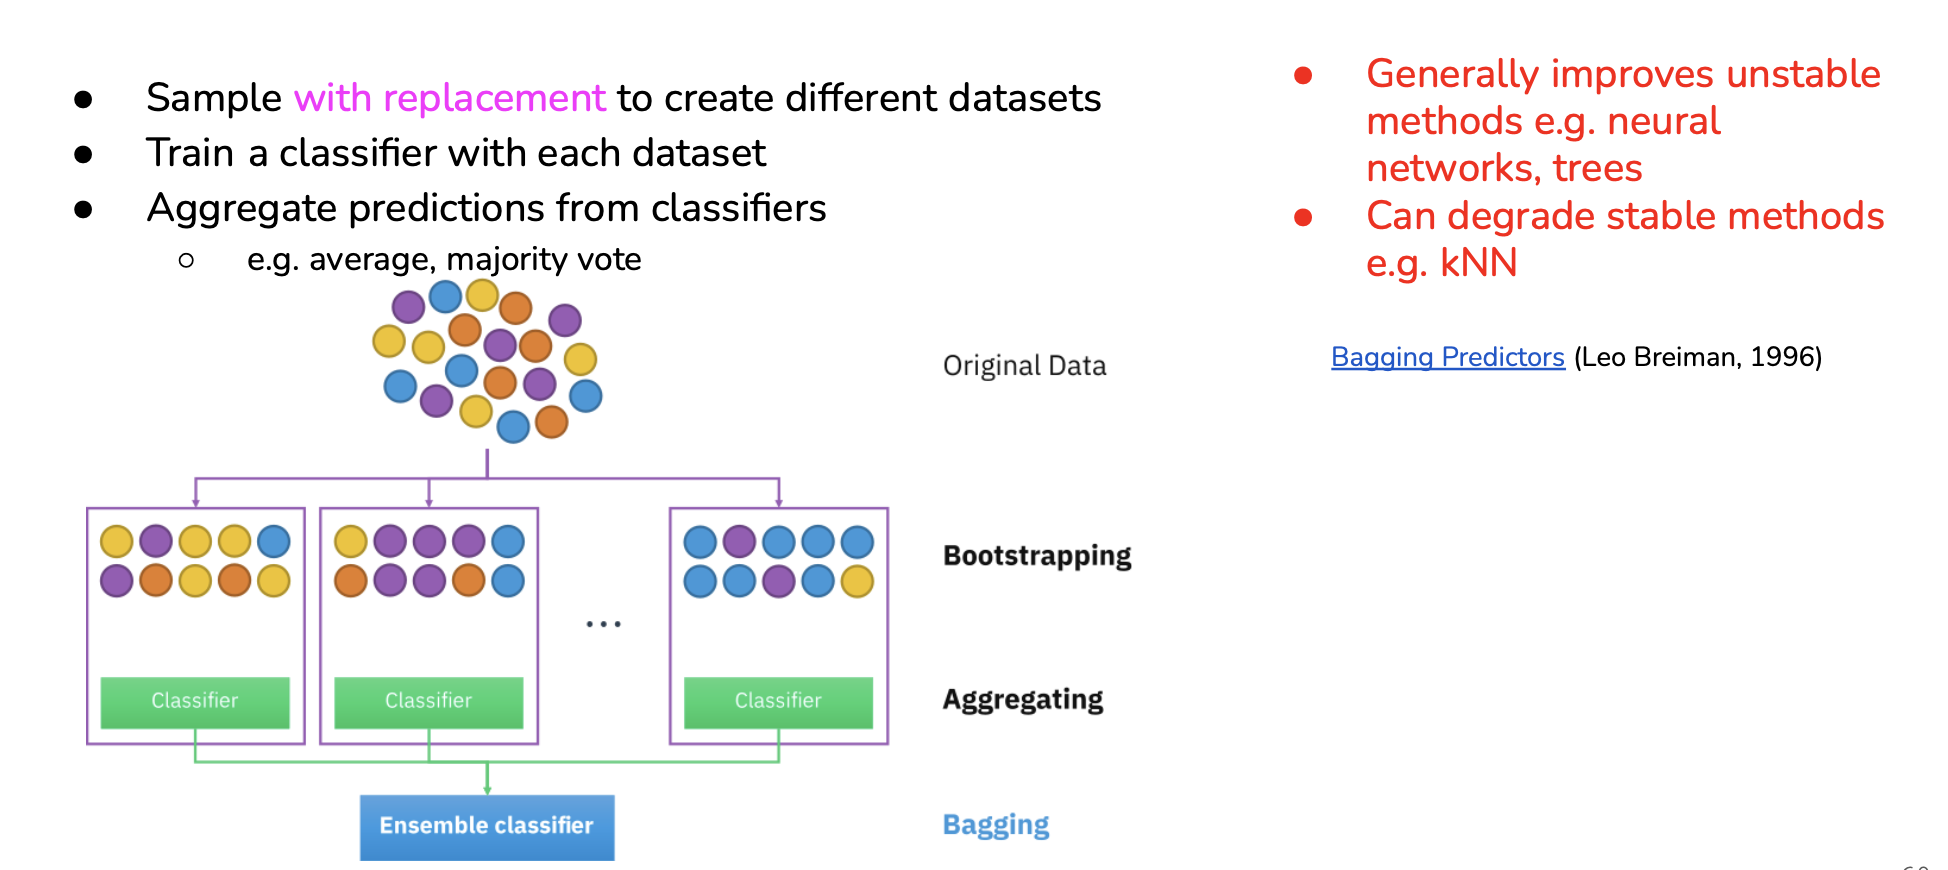 ● Sample with replacement to create different datasets
● Train a classifier with each dataset
● Aggregate predictions from classifiers
○ e.g. average, majority vote
● Generally improves unstable
methods e.g. neural
networks, trees
● Can degrade stable methods
e.g. kNN
Bagging Predictors (Leo Breiman, 1996)
Original Data
Bootstrapping
...
Classifier
Classifier
Classifier
Aggregating
Ensemble classifier
Bagging